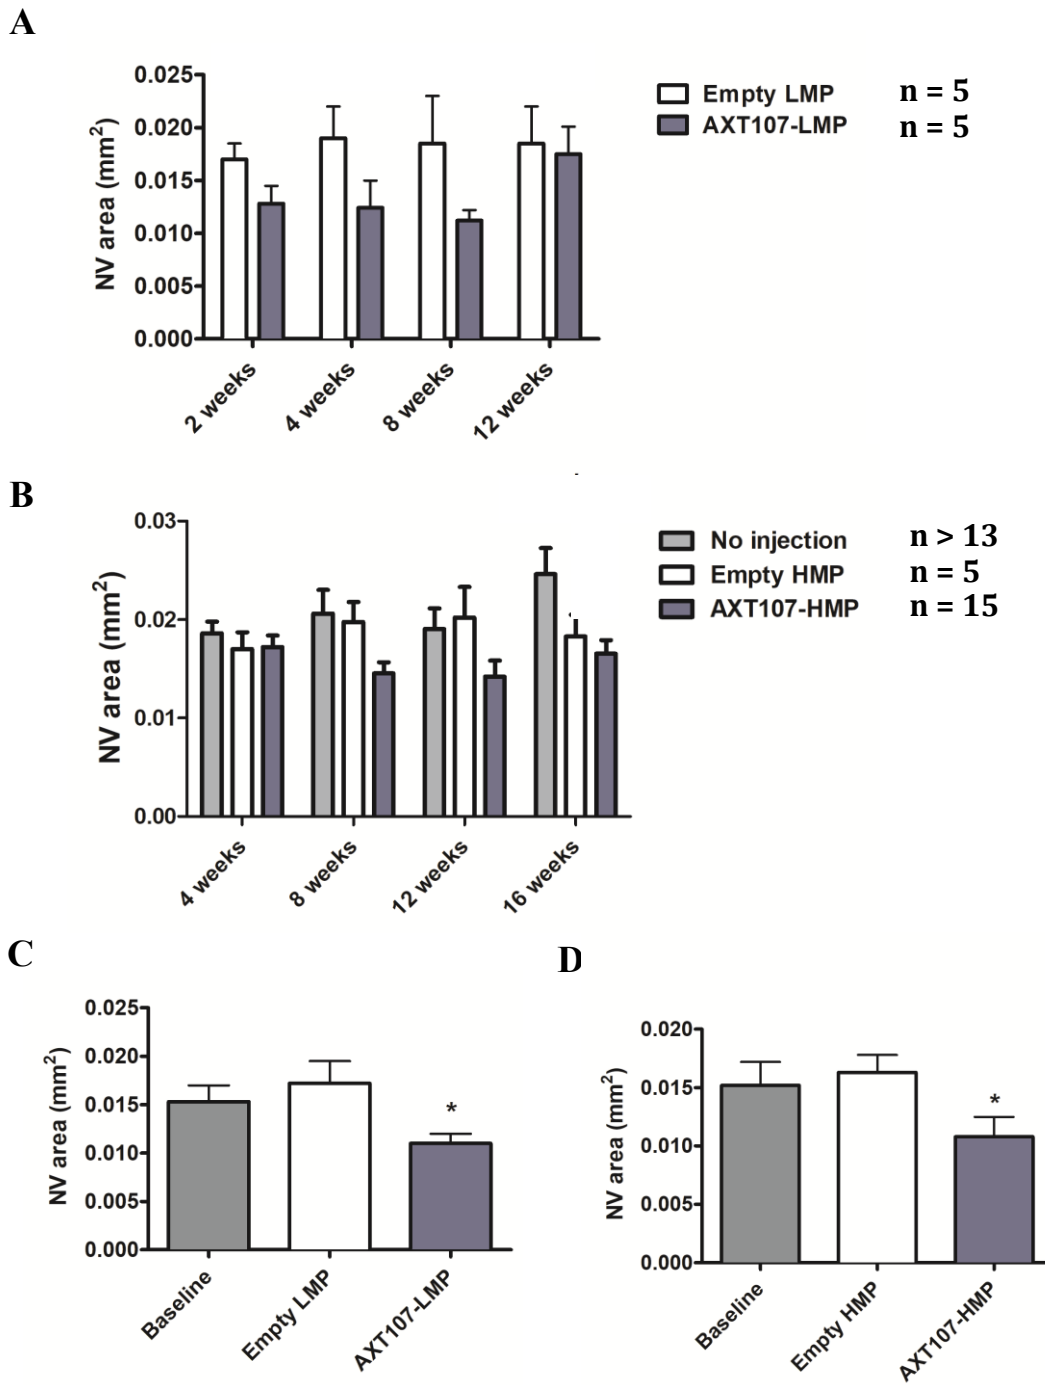 A
NV area (mm²)
0.025
0.020
0.015
0.010
0.005
0.000
2 weeks
4 weeks
8 weeks
12 weeks
Empty LMP n = 5
AXT107-LMP n = 5
B
NV area (mm²)
0.03
0.02
0.01
0.00
4 weeks
8 weeks
12 weeks
16 weeks
No injection n > 13
Empty HMP n = 5
AXT107-HMP n = 15
C
NV area (mm²)
0.025
0.020
0.015
0.010
0.005
0.000
*
Baseline
Empty LMP
AXT107-LMP
D
NV area (mm²)
0.020
0.015
0.010
0.005
0.000
*
Baseline
Empty HMP
AXT107-HMP